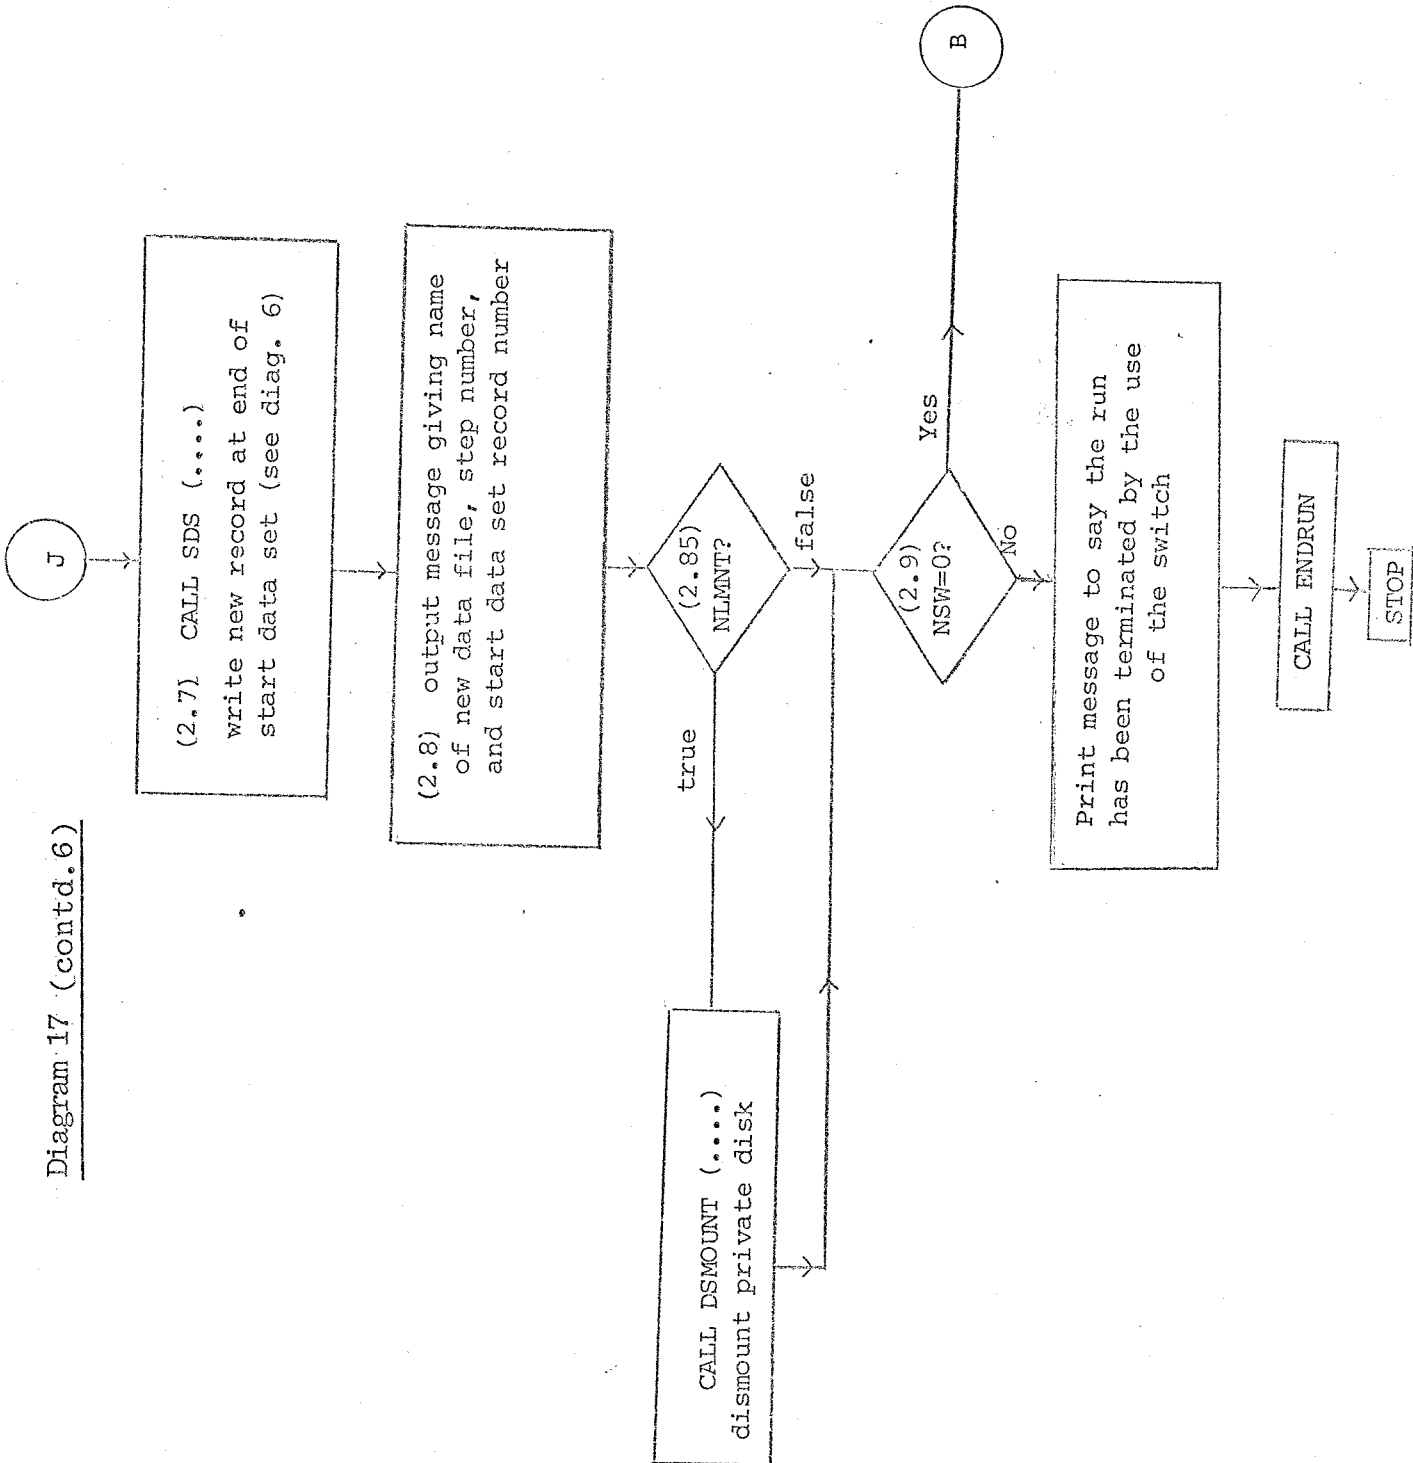 Diagram 17 (contd.6)
J
(2.7) CALL SDS (....)
write new record at end of
start data set (see diag. 6)
(2.8) output message giving name
of new data file, step number,
and start data set record number
(2.85)
NLMNT?
true
false
CALL DSMOUNT (....)
dismount private disk
(2.9)
NSW=0?
Yes
B
No
Print message to say the run
has been terminated by the use
of the switch
CALL ENDRUN
STOP